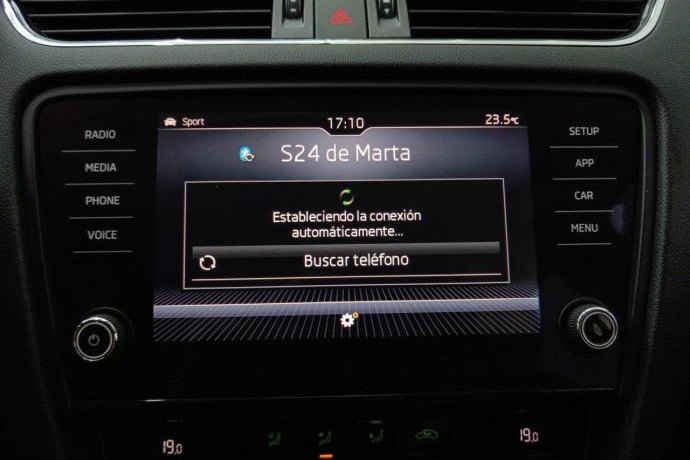 Sport 17:10 23.5°C
RADIO
MEDIA
PHONE
VOICE
S24 de Marta
Estableciendo la conexión
automáticamente...
Buscar teléfono
SETUP
APP
CAR
MENU
19.0 19.0